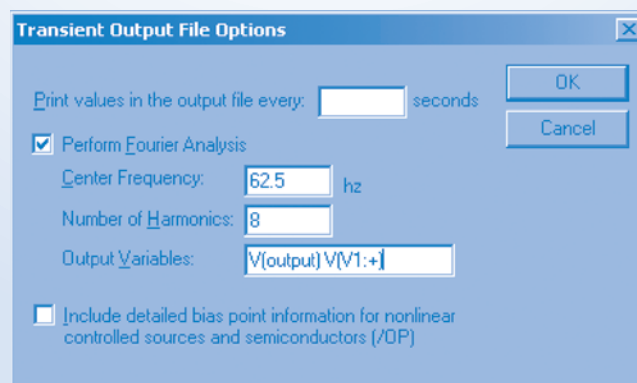 Transient Output File Options
Print values in the output file every: seconds
OK
Cancel
Perform Fourier Analysis
Center Frequency: 62.5 hz
Number of Harmonics: 8
Output Variables: V(output) V(V1:+)
Include detailed bias point information for nonlinear
controlled sources and semiconductors (/OP)